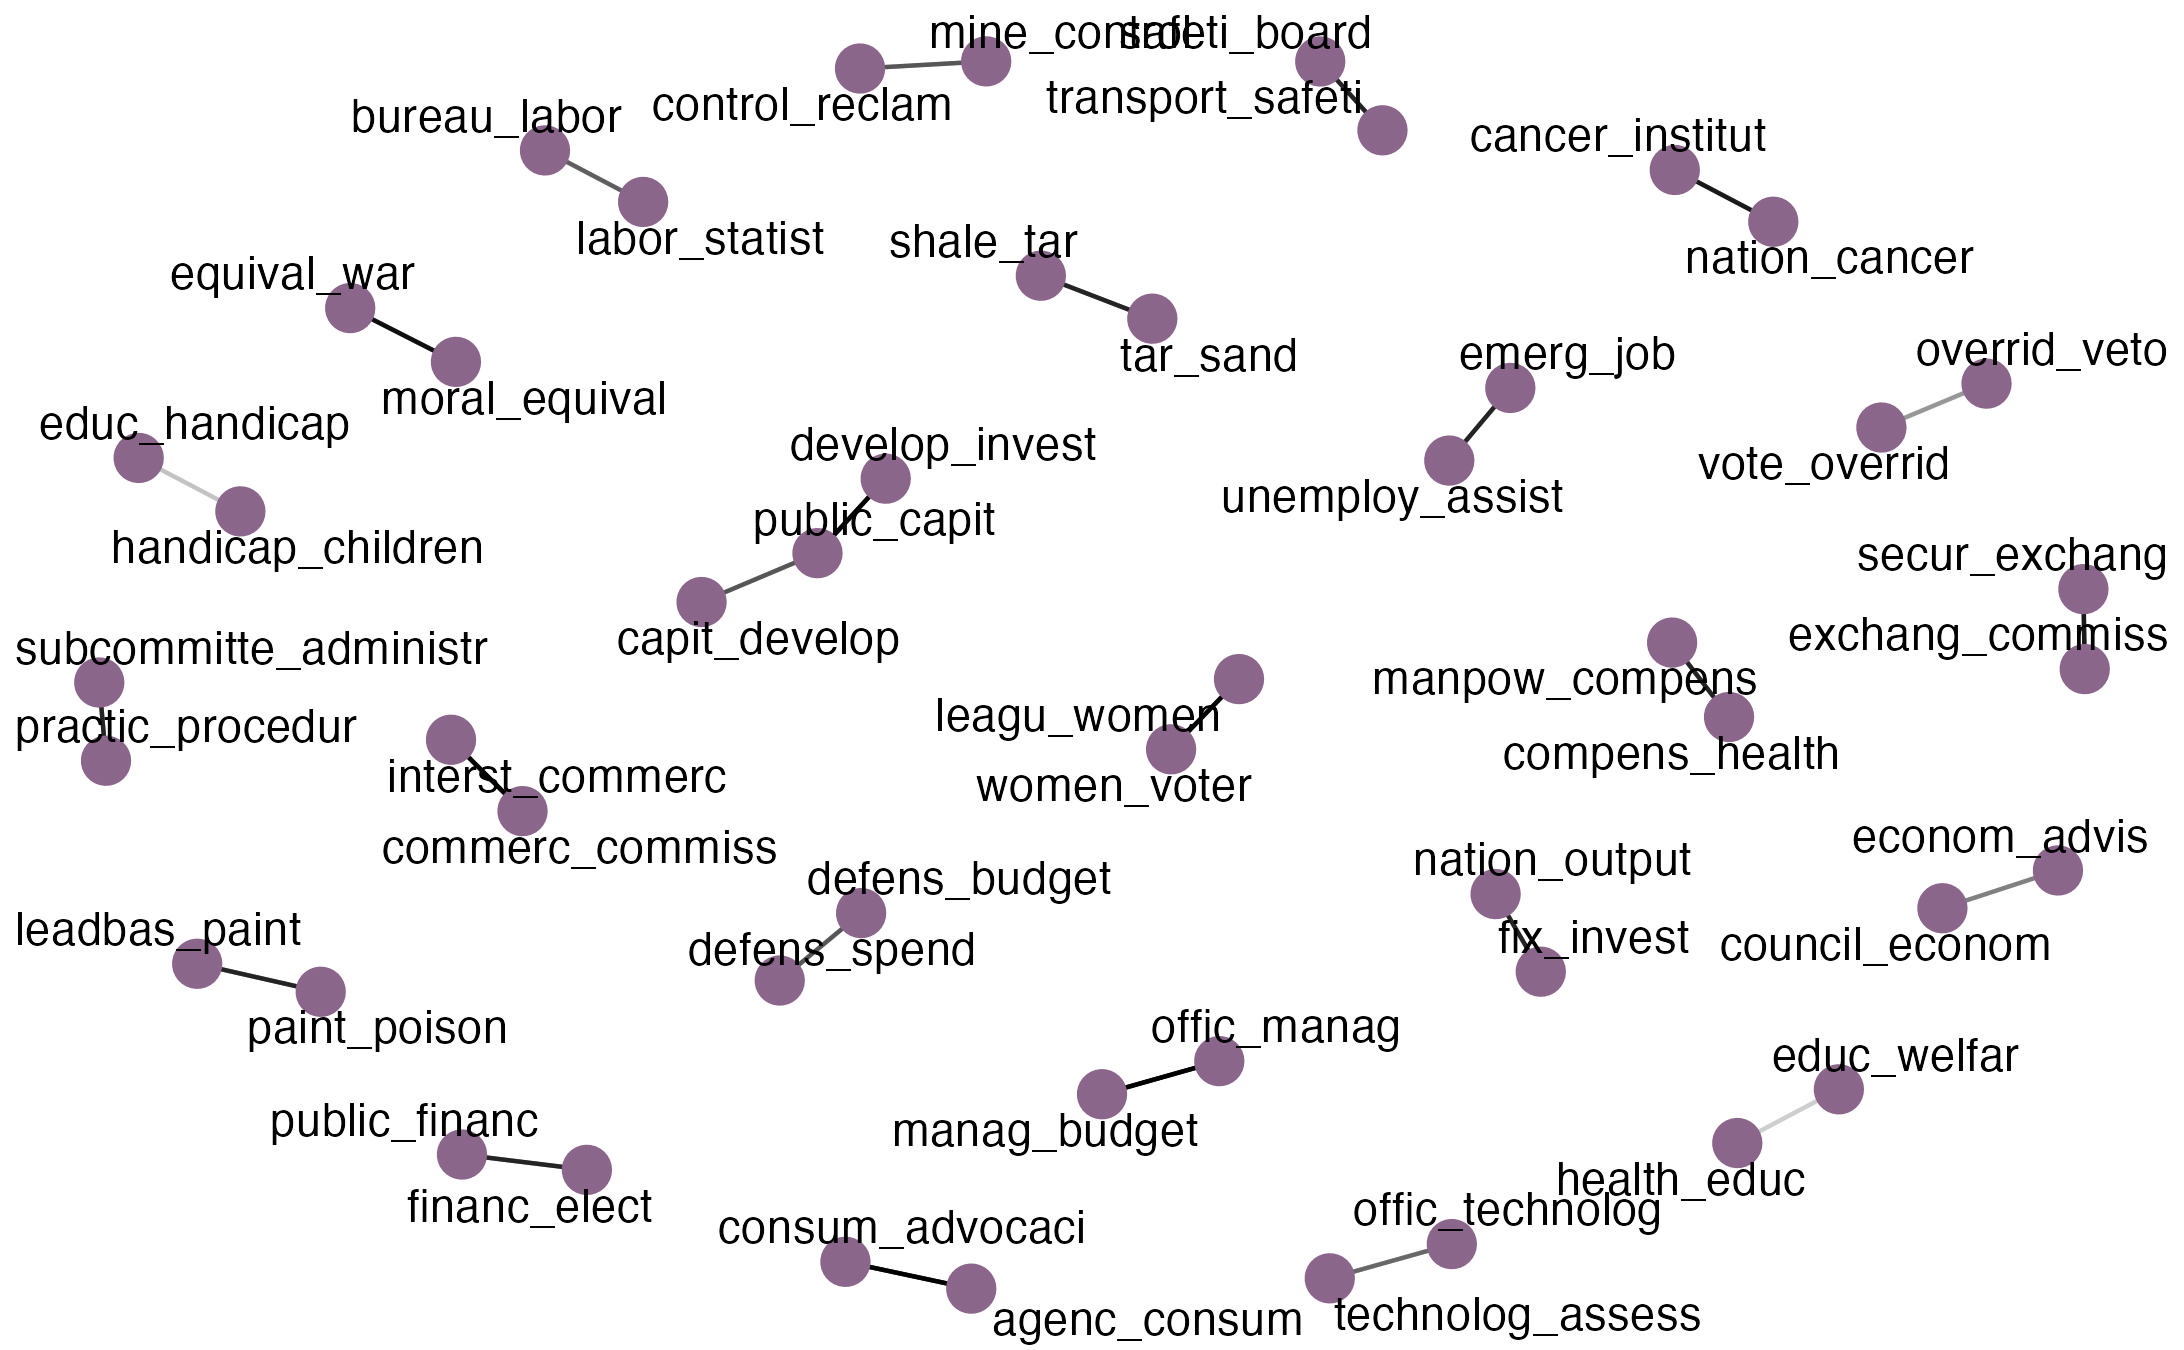 mine_control
safeti_board
control_reclam
transport_safeti
bureau_labor
cancer_institut
labor_statist
shale_tar
nation_cancer
equival_war
tar_sand
emerg_job
overrid_veto
moral_equival
educ_handicap
develop_invest
vote_overrid
unemploy_assist
public_capit
handicap_children
secur_exchang
capit_develop
exchang_commiss
subcommitte_administr
manpow_compens
leagu_women
practic_procedur
compens_health
interst_commerc
women_voter
commerc_commiss
econom_advis
nation_output
defens_budget
leadbas_paint
fix_invest
council_econom
defens_spend
paint_poison
offic_manag
educ_welfar
public_financ
manag_budget
health_educ
financ_elect
offic_technolog
consum_advocaci
technolog_assess
agenc_consum